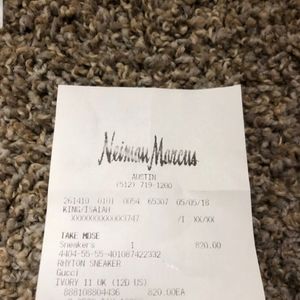 Neiman Marcus
AUSTIN
(512) 719-1200
261410 0101 0054 65307 05/05/18
KING/ISAIAH
XXXXXXXXXXXX3747 /I XX/XX
TAKE MDSE
Sneakers 1 820.00
4404-55-55-401087422332
RHYTON SNEAKER
Gucci
IVORY 11 UK (12D US)
888108804436 820.00EA